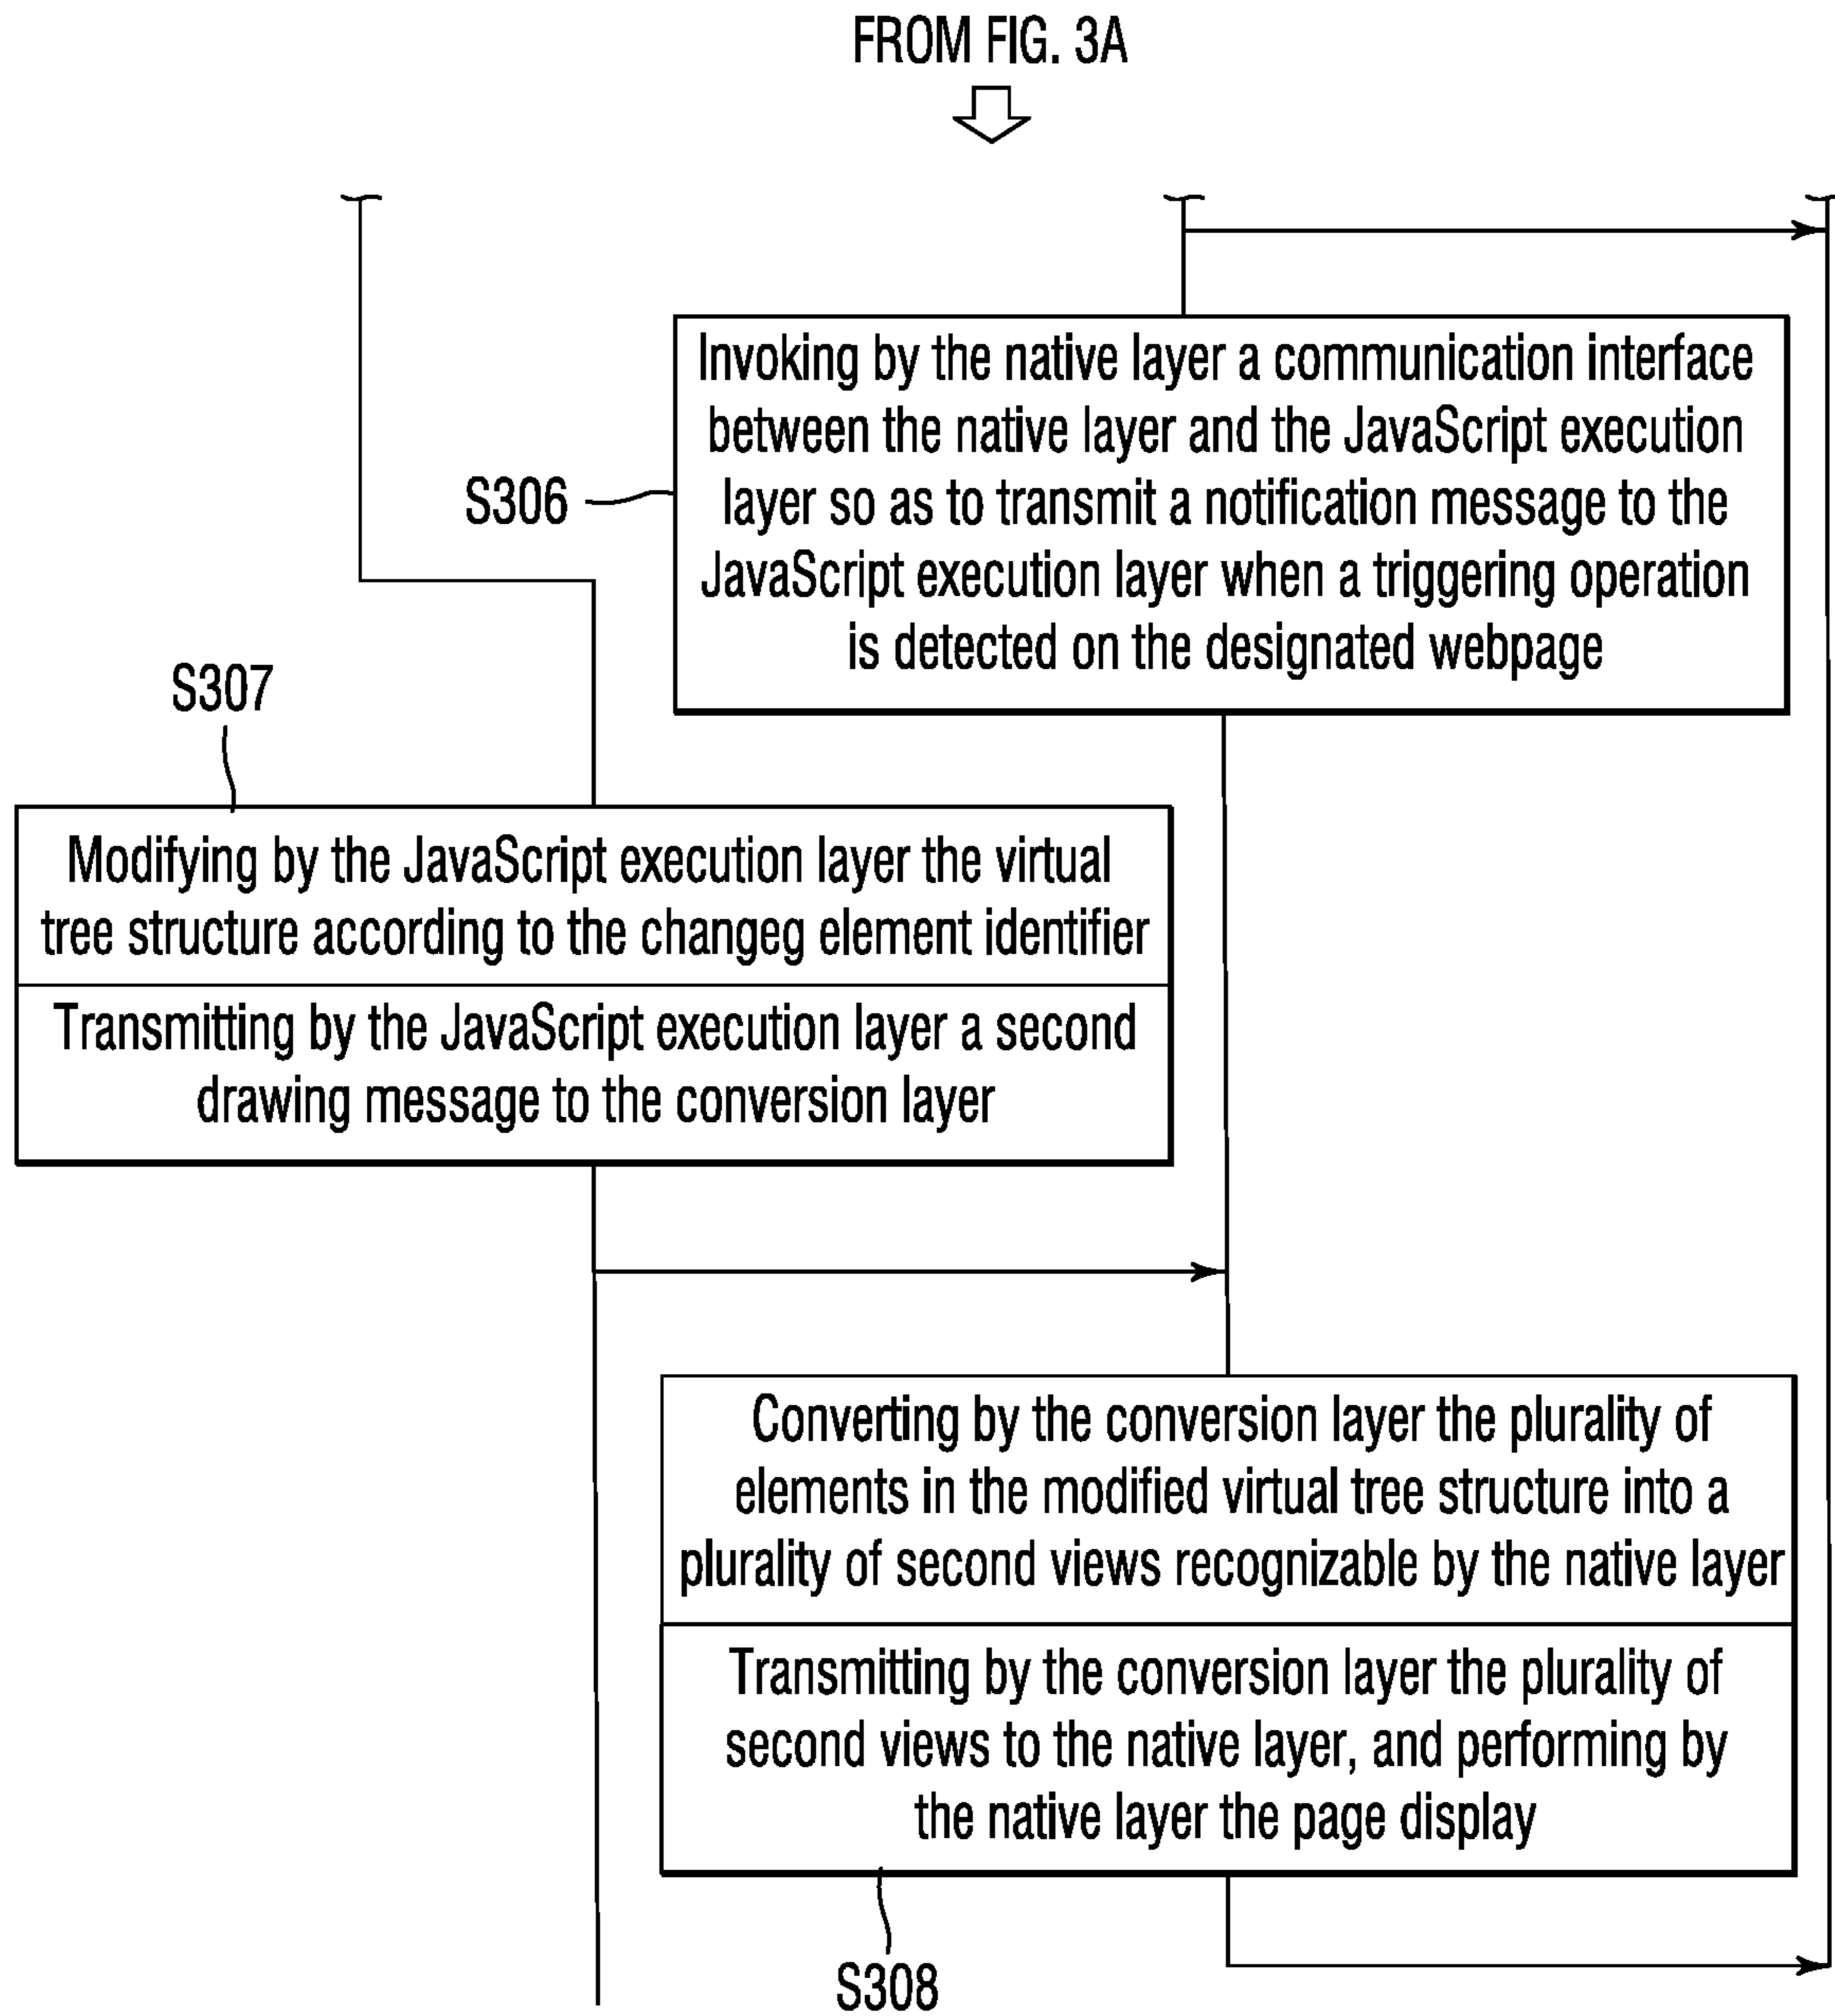 FROM FIG. 3A
Invoking by the native layer a communication interface
between the native layer and the JavaScript execution
layer so as to transmit a notification message to the
JavaScript execution layer when a triggering operation
is detected on the designated webpage
S306
S307
Modifying by the JavaScript execution layer the virtual
tree structure according to the changeg element identifier
Transmitting by the JavaScript execution layer a second
drawing message to the conversion layer
Converting by the conversion layer the plurality of
elements in the modified virtual tree structure into a
plurality of second views recognizable by the native layer
Transmitting by the conversion layer the plurality of
second views to the native layer, and performing by
the native layer the page display
S308